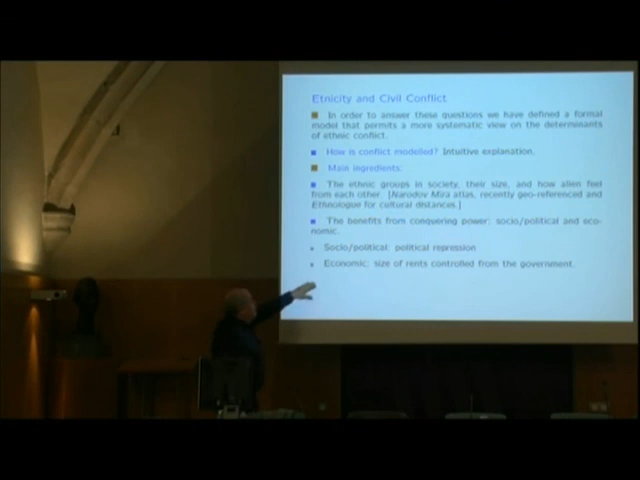 Etnicity and Civil Conflict
In order to answer these questions we have defined a formal
model that permits a more systematic view on the determinants
of ethnic conflict.
How is conflict modelled? Intuitive explanation.
Main ingredients:
The ethnic groups in society, their size, and how alien feel
from each other. [Narodov Mira atlas, recently geo-referenced and
Ethnologue for cultural distances.]
The benefits from conquering power: socio/political and eco-
nomic.
Socio/political: political repression
Economic: size of rents controlled from the government.